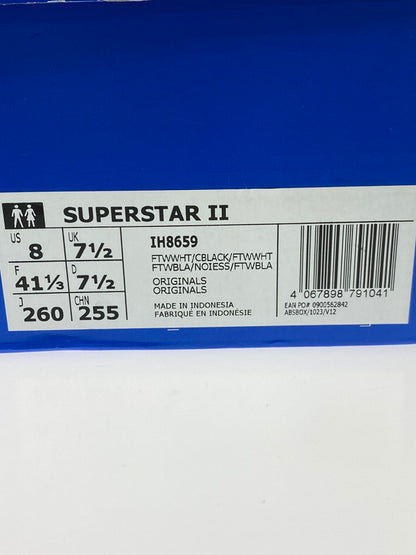 SUPERSTAR II
US 8 UK 7½
F 41⅓ D 7½
J 260 CHN 255
IH8659
FTWWHT/CBLACK/FTWWHT
FTWBLA/NOIESS/FTWBLA
ORIGINALS
ORIGINALS
MADE IN INDONESIA
FABRIQUÉ EN INDONÉSIE
4 067898 791041
EAN PO# 0900562842
ABSBOX/1023/V12